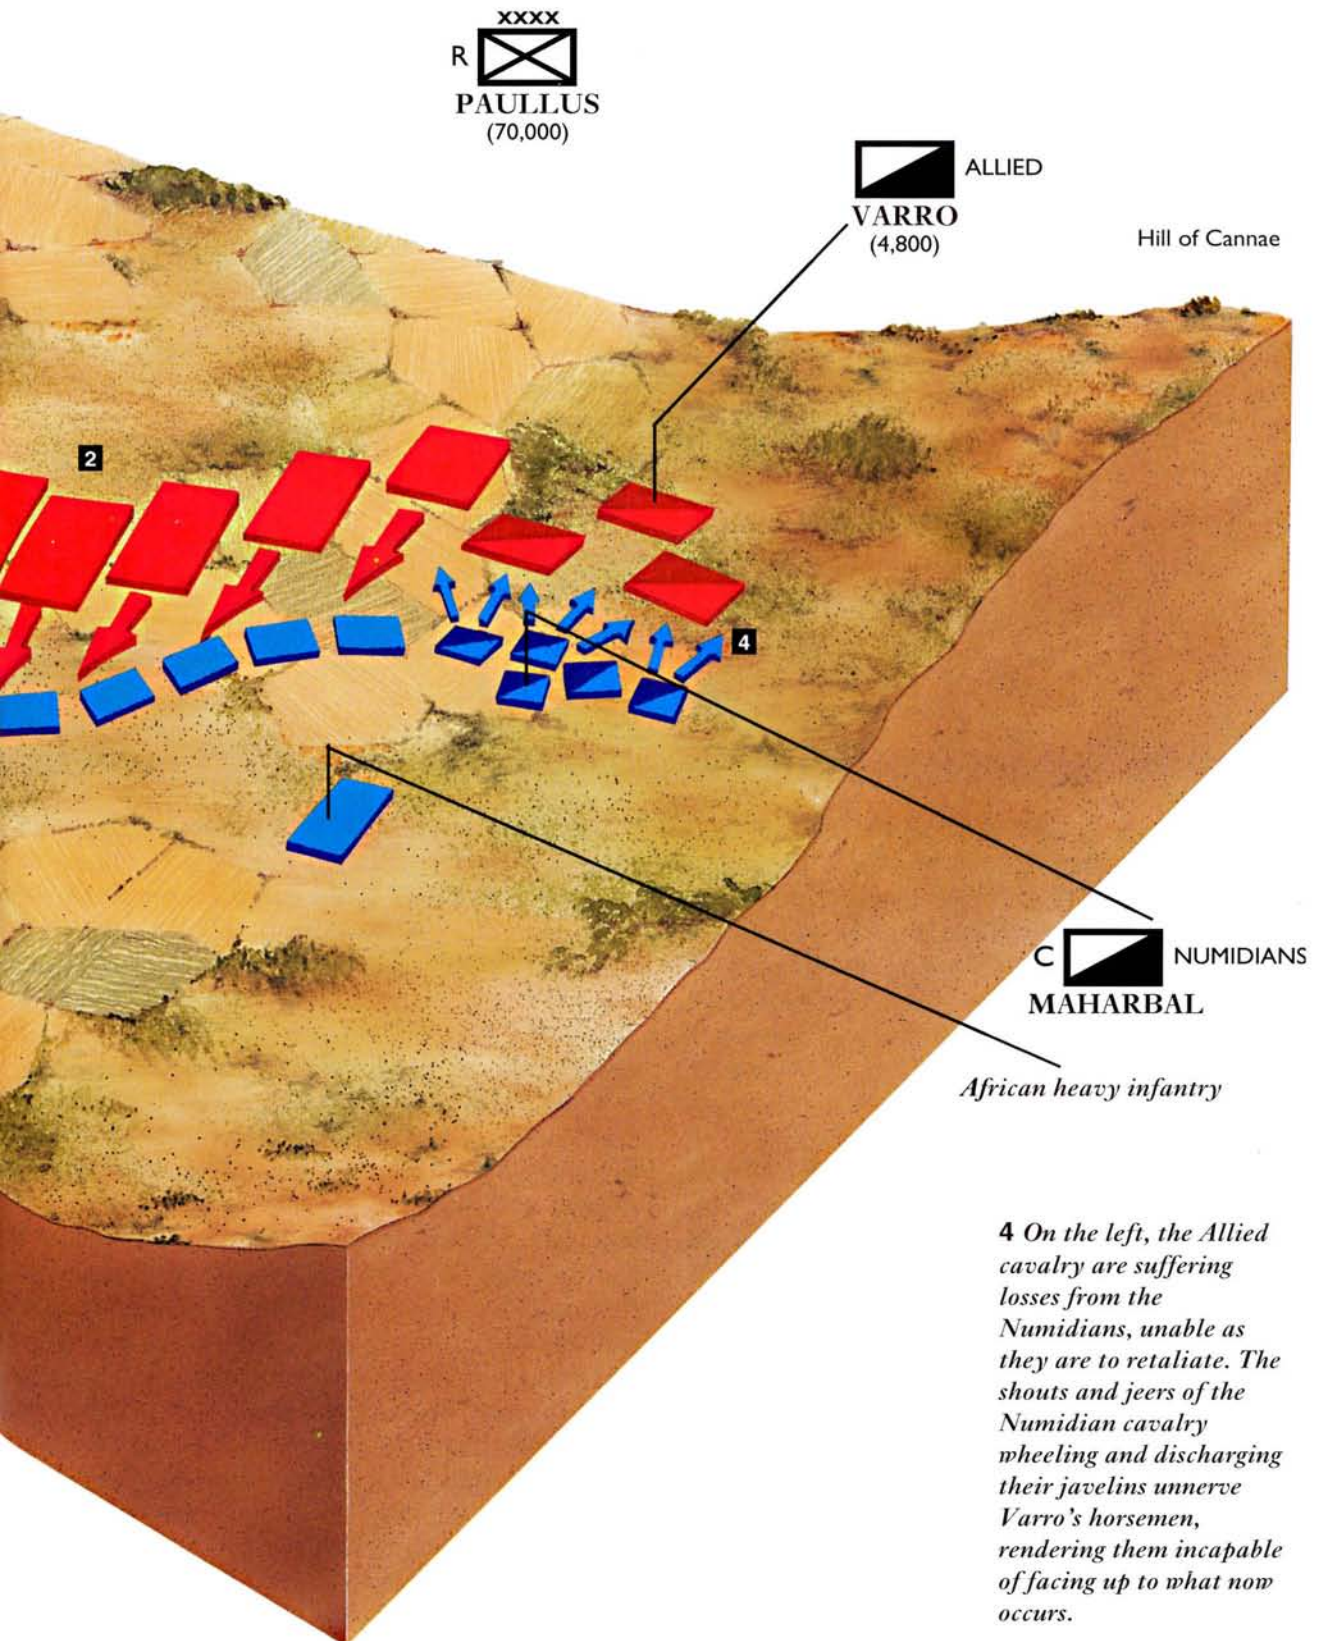 xxxx
R
PAULLUS
(70,000)
ALLIED
VARRO
(4,800)
Hill of Cannae
2
4
C
NUMIDIANS
MAHARBAL
African heavy infantry
4 On the left, the Allied
cavalry are suffering
losses from the
Numidians, unable as
they are to retaliate. The
shouts and jeers of the
Numidian cavalry
wheeling and discharging
their javelins unnerve
Varro's horsemen,
rendering them incapable
of facing up to what now
occurs.